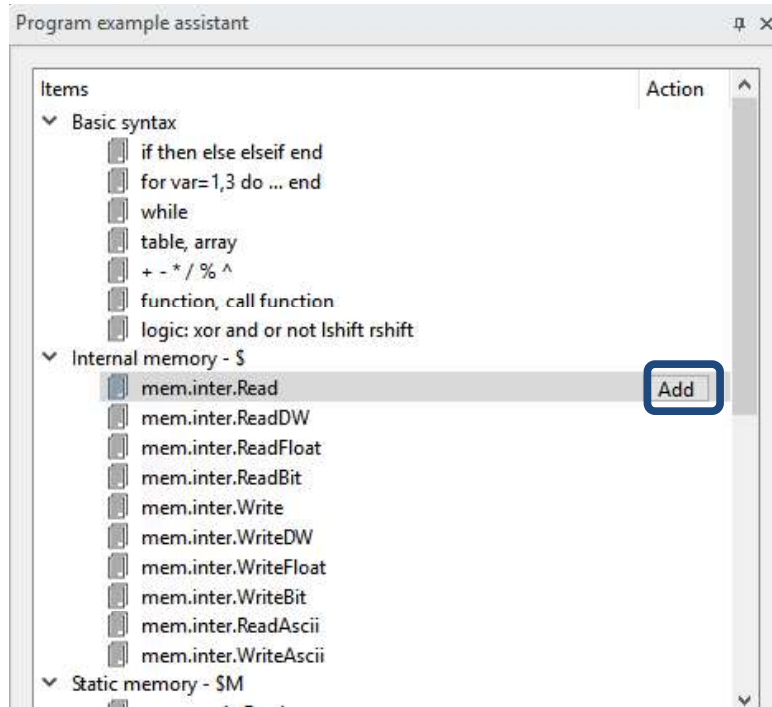 Program example assistant
Items Action
Basic syntax
if then else elseif end
for var=1,3 do ... end
while
table, array
+ - * / % ^
function, call function
logic: xor and or not lshift rshift
Internal memory - $
mem.inter.Read Add
mem.inter.ReadDW
mem.inter.ReadFloat
mem.inter.ReadBit
mem.inter.Write
mem.inter.WriteDW
mem.inter.WriteFloat
mem.inter.WriteBit
mem.inter.ReadAscii
mem.inter.WriteAscii
Static memory - $M